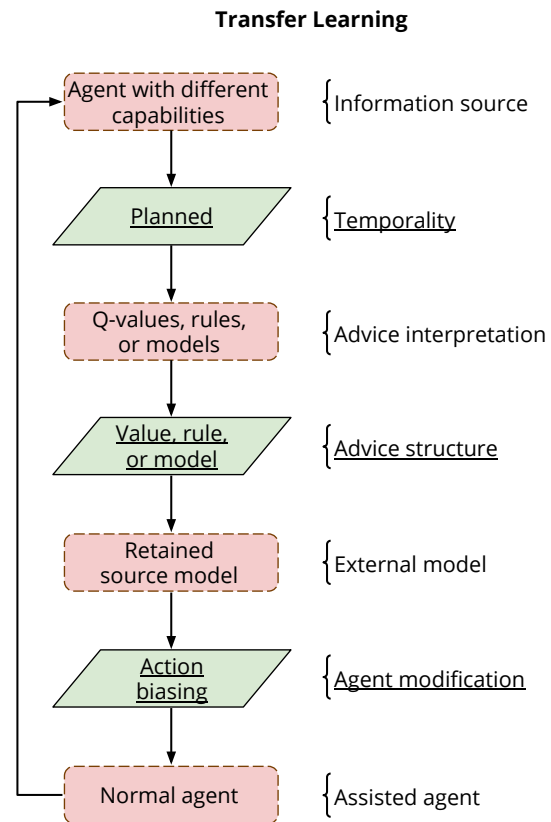 Transfer Learning
Agent with different
capabilities
Information source
Planned
Temporality
Q-values, rules,
or models
Advice interpretation
Value, rule,
or model
Advice structure
Retained
source model
External model
Action
biasing
Agent modification
Normal agent
Assisted agent